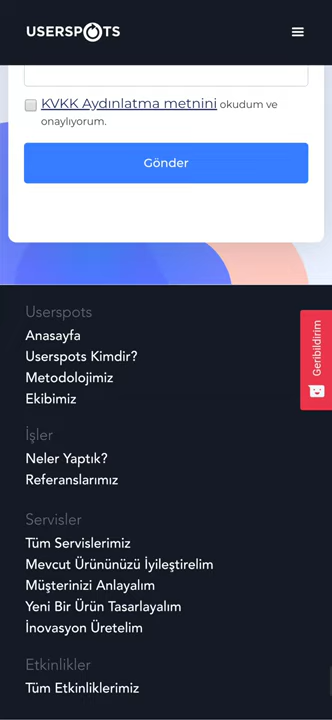 USERSPOTS
KVKK Aydınlatma metnini okudum ve
onaylıyorum.
Gönder
Geribildirim
Userspots
Anasayfa
Userspots Kimdir?
Metodolojimiz
Ekibimiz
İşler
Neler Yaptık?
Referanslarımız
Servisler
Tüm Servislerimiz
Mevcut Ürününüzü İyileştirelim
Müşterinizi Anlayalım
Yeni Bir Ürün Tasarlayalım
İnovasyon Üretelim
Etkinlikler
Tüm Etkinliklerimiz